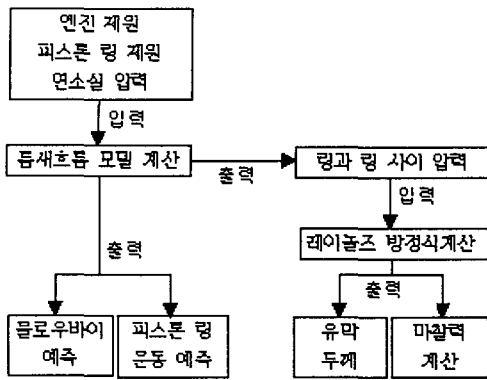 엔진 제원
피스톤 링 제원
연소실 압력
입력
틈새흐름 모델 계산
출력
링과 링 사이 압력
입력
출력
레이놀즈 방정식계산
출력
블로우바이
예측
피스톤 링
운동 예측
유막
두께
마찰력
계산